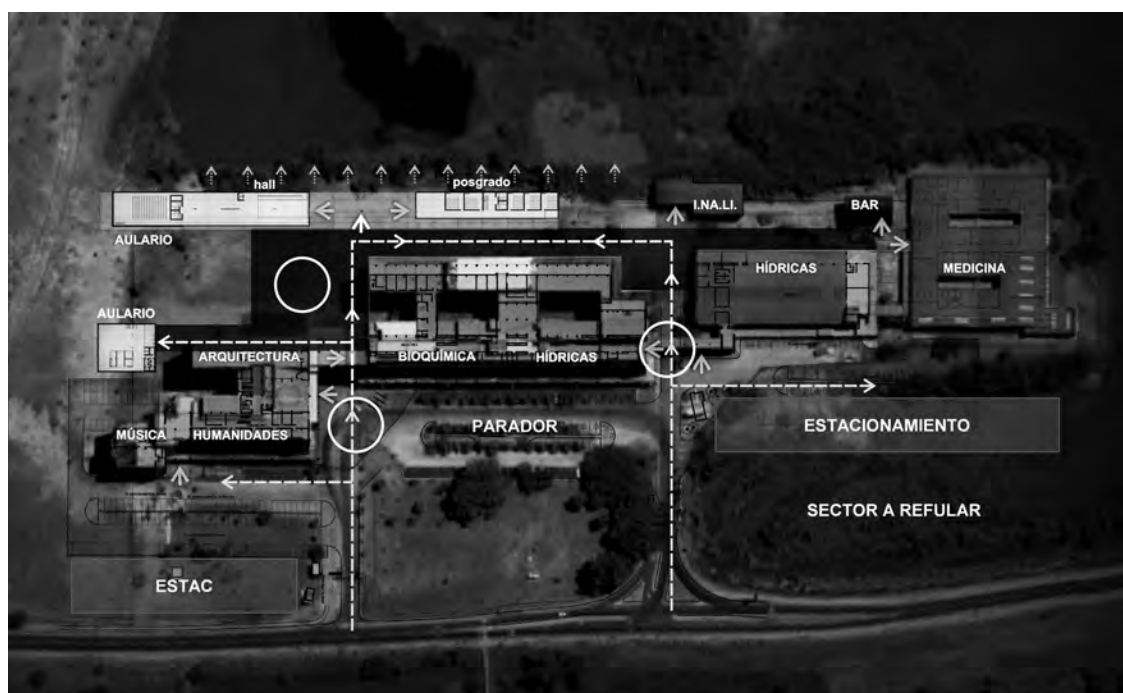 hall
posgrado
I.NA.LI.
BAR
AULARIO
HÍDRICAS
MEDICINA
AULARIO
ARQUITECTURA
BIOQUÍMICA
HÍDRICAS
MÚSICA
HUMANIDADES
PARADOR
ESTACIONAMIENTO
SECTOR A REFULAR
ESTAC